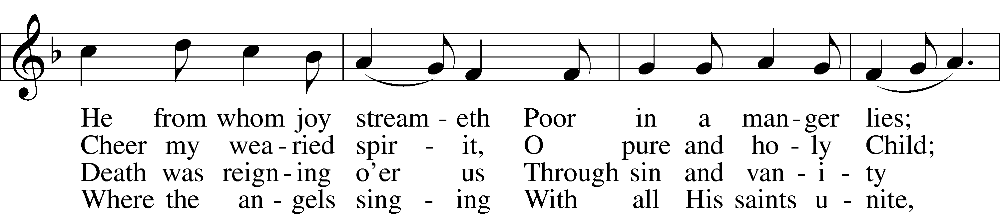 He from whom joy stream - eth Poor in a man - ger lies;
Cheer my wea - ried spir - it, O pure and ho - ly Child;
Death was reign - ing o’er us Through sin and van - i - ty
Where the an - gels sing - ing With all His saints u - nite,